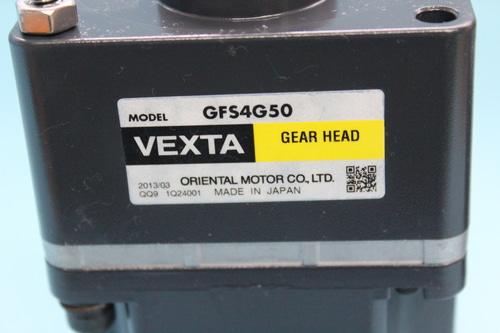 MODEL GFS4G50
VEXTA GEAR HEAD
2013/03 ORIENTAL MOTOR CO., LTD.
QQ9 1Q24001 MADE IN JAPAN